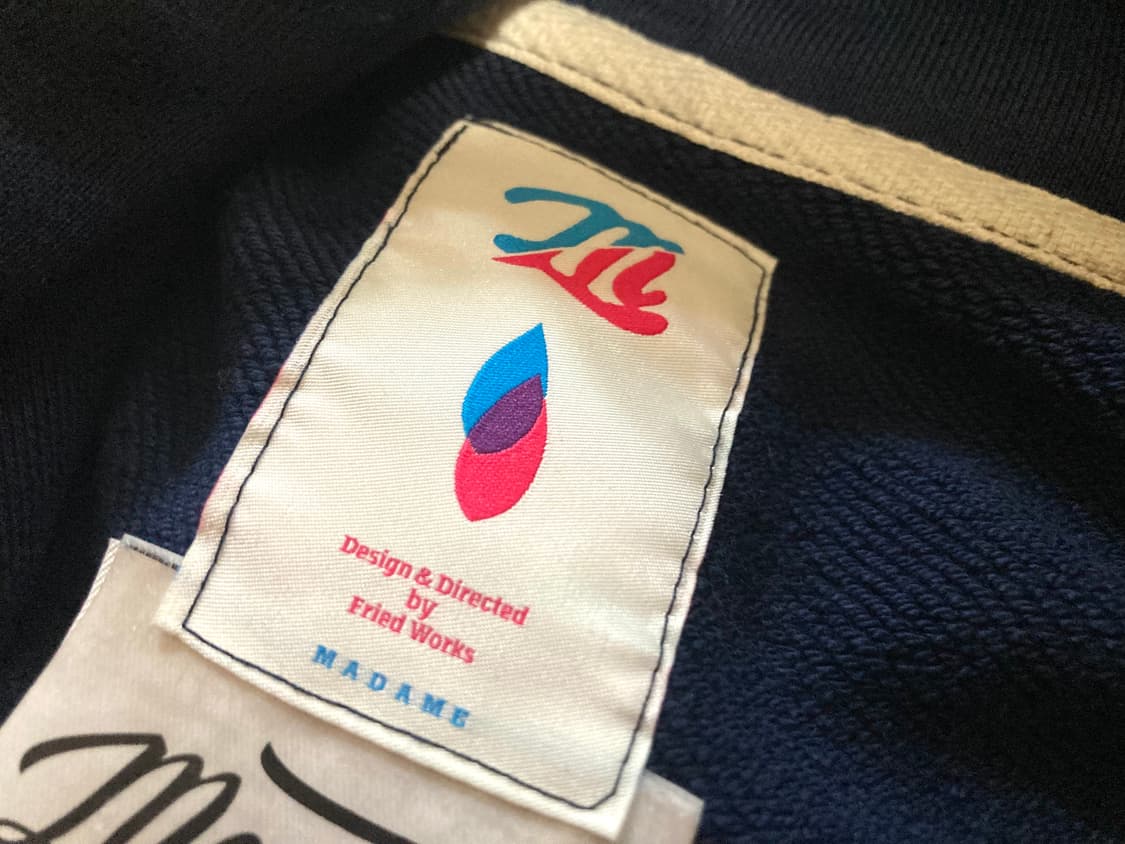 Design & Directed
by
Fried Works
MADAME